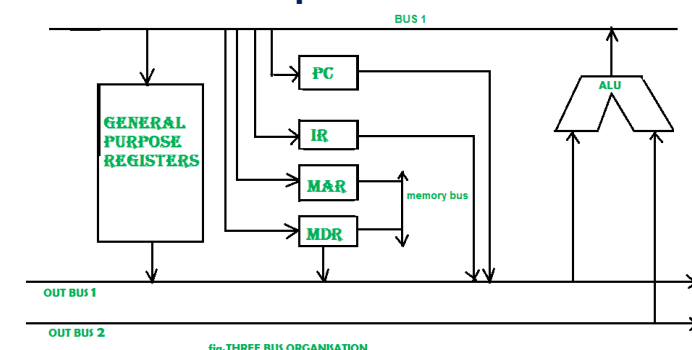 BUS 1
PC
ALU
GENERAL
PURPOSE
REGISTERS
IR
MAR
memory bus
MDR
OUT BUS 1
OUT BUS 2
fig-THREE BUS ORGANISATION